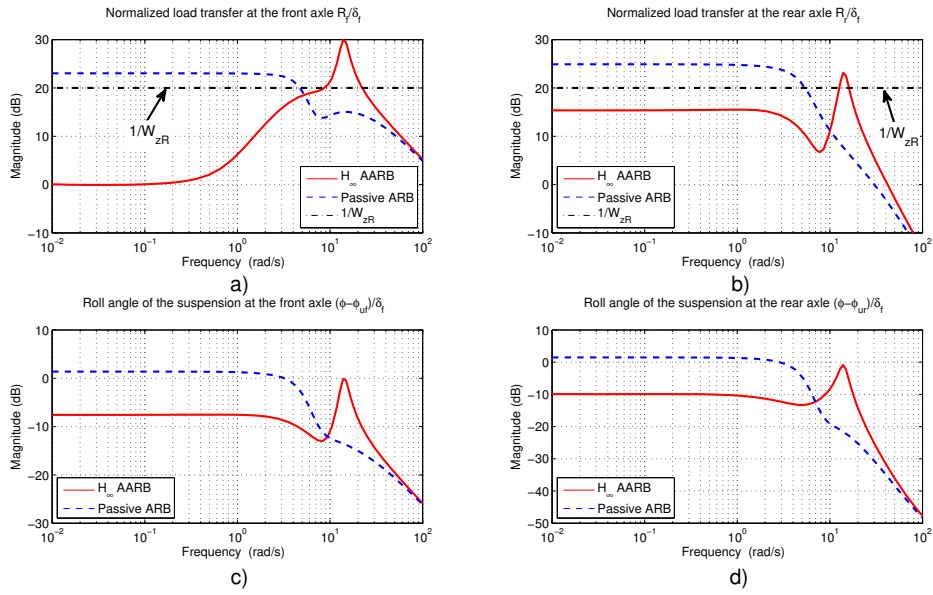 Normalized load transfer at the front axle R_f/δ_f
Magnitude (dB)
30
20
10
0
−10
1/W_zR
H_∞ AARB
Passive ARB
1/W_zR
10^−2
10^−1
10^0
10^1
10^2
Frequency (rad/s)
a)
Normalized load transfer at the rear axle R_r/δ_f
Magnitude (dB)
30
20
10
0
−10
1/W_zR
H_∞ AARB
Passive ARB
1/W_zR
10^−2
10^−1
10^0
10^1
10^2
Frequency (rad/s)
b)
Roll angle of the suspension at the front axle (ϕ−ϕ_uf)/δ_f
Magnitude (dB)
10
0
−10
−20
−30
H_∞ AARB
Passive ARB
10^−2
10^−1
10^0
10^1
10^2
Frequency (rad/s)
c)
Roll angle of the suspension at the rear axle (ϕ−ϕ_ur)/δ_f
Magnitude (dB)
10
0
−10
−20
−30
−40
−50
H_∞ AARB
Passive ARB
10^−2
10^−1
10^0
10^1
10^2
Frequency (rad/s)
d)